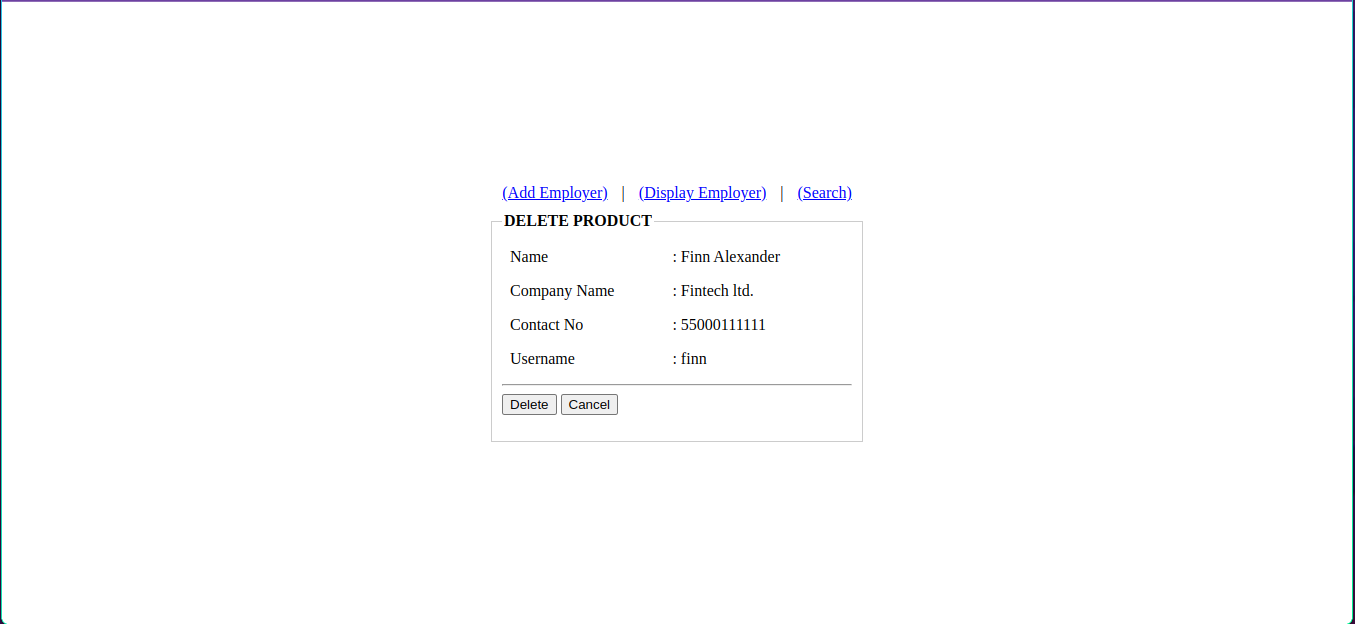 (Add Employer) | (Display Employer) | (Search)
DELETE PRODUCT
Name : Finn Alexander
Company Name : Fintech ltd.
Contact No : 55000111111
Username : finn
Delete Cancel